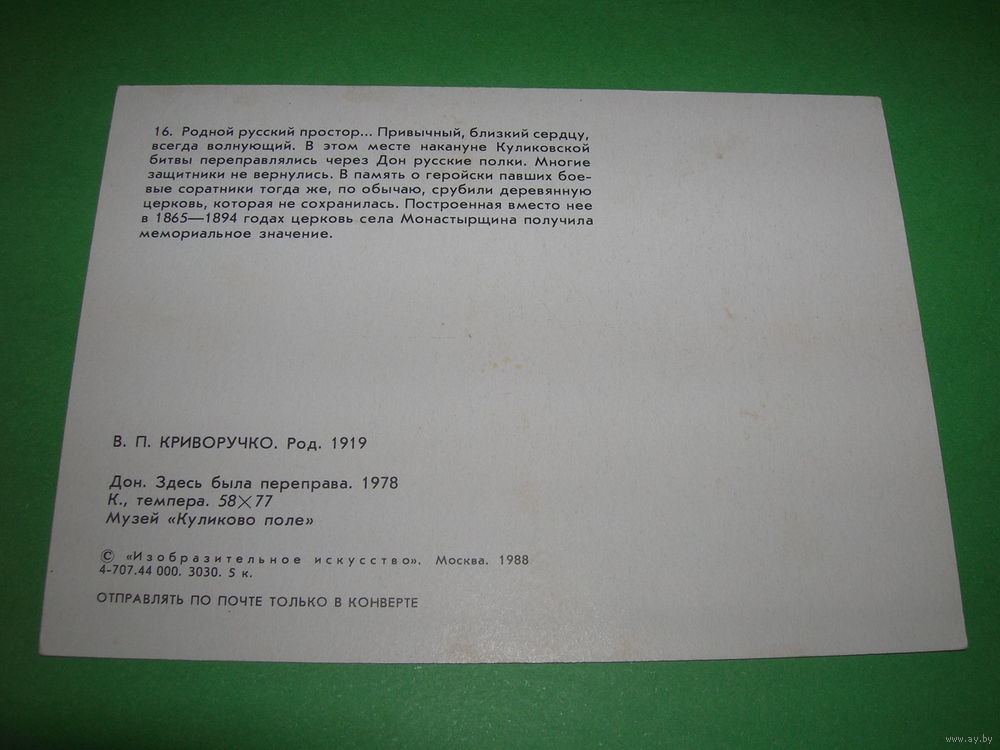 16. Родной русский простор... Привычный, близкий сердцу,
всегда волнующий. В этом месте накануне Куликовской
битвы переправлялись через Дон русские полки. Многие
защитники не вернулись. В память о геройски павших бое-
вые соратники тогда же, по обычаю, срубили деревянную
церковь, которая не сохранилась. Построенная вместо нее
в 1865—1894 годах церковь села Монастырщина получила
мемориальное значение.
В. П. КРИВОРУЧКО. Род. 1919
Дон. Здесь была переправа. 1978
К., темпера. 58×77
Музей «Куликово поле»
© «Изобразительное искусство». Москва. 1988
4-707.44 000. 3030. 5 к.
ОТПРАВЛЯТЬ ПО ПОЧТЕ ТОЛЬКО В КОНВЕРТЕ
www.ay.by